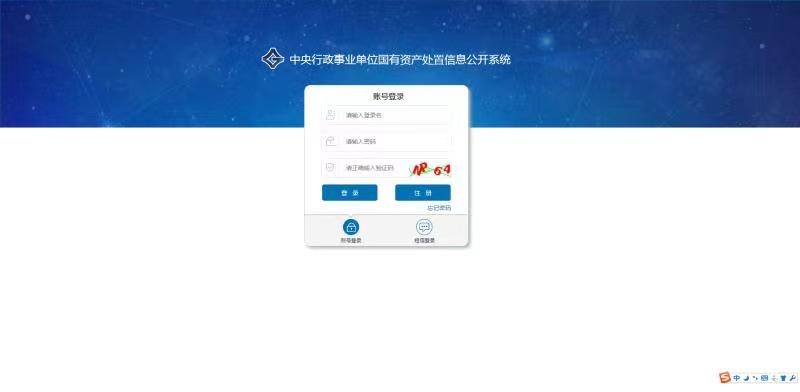 中央行政事业单位国有资产处置信息公开系统
账号登录
请输入登录名
请输入密码
请正确输入验证码
登 录 注 册
忘记密码
账号登录 短信登录
中